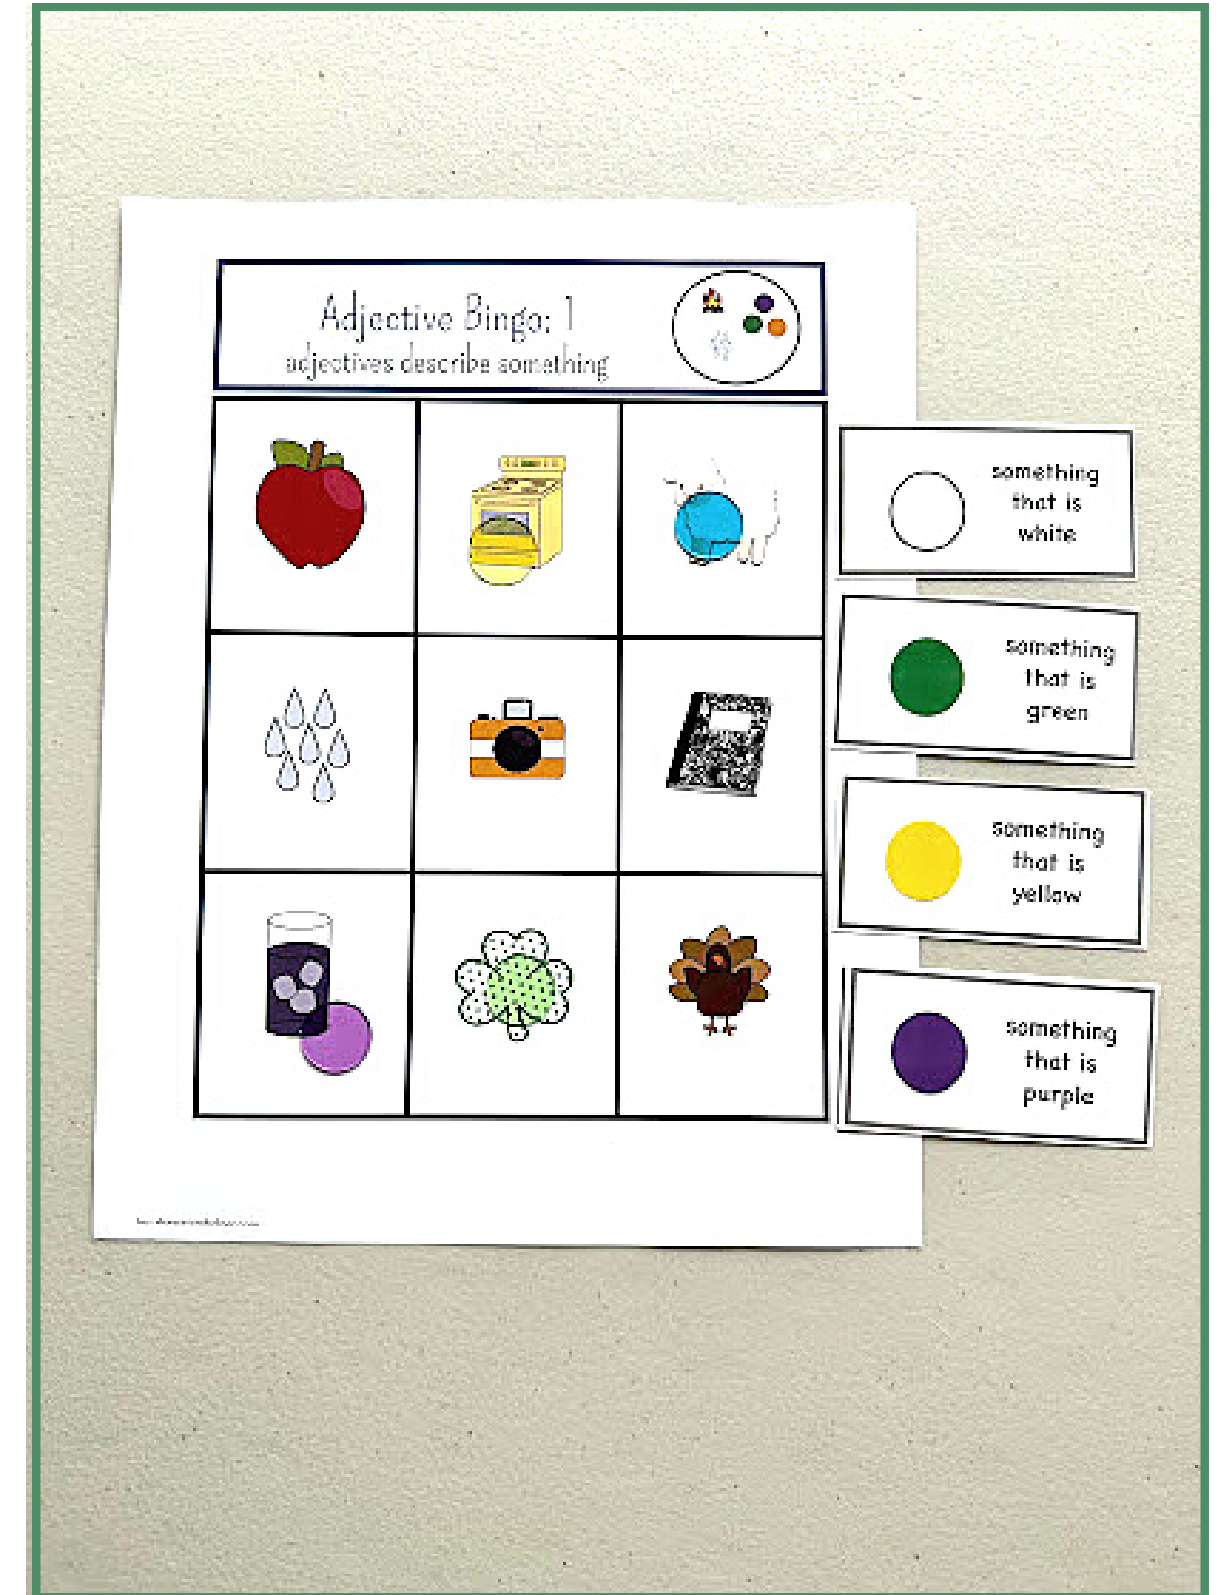 Adjective Bingo: 1
adjectives describe something
something
that is
white
something
that is
green
something
that is
yellow
something
that is
purple